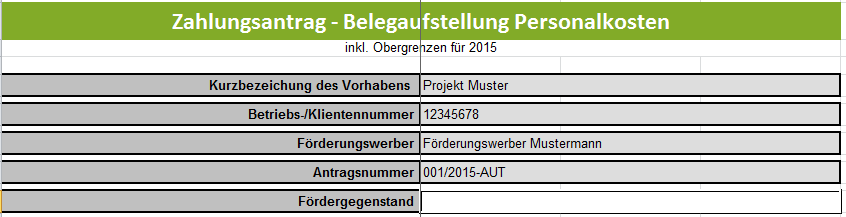 Zahlungsantrag - Belegaufstellung Personalkosten
inkl. Obergrenzen für 2015
Kurzbezeichung des Vorhabens Projekt Muster
Betriebs-/Klientennummer 12345678
Förderungswerber Förderungswerber Mustermann
Antragsnummer 001/2015-AUT
Fördergegenstand